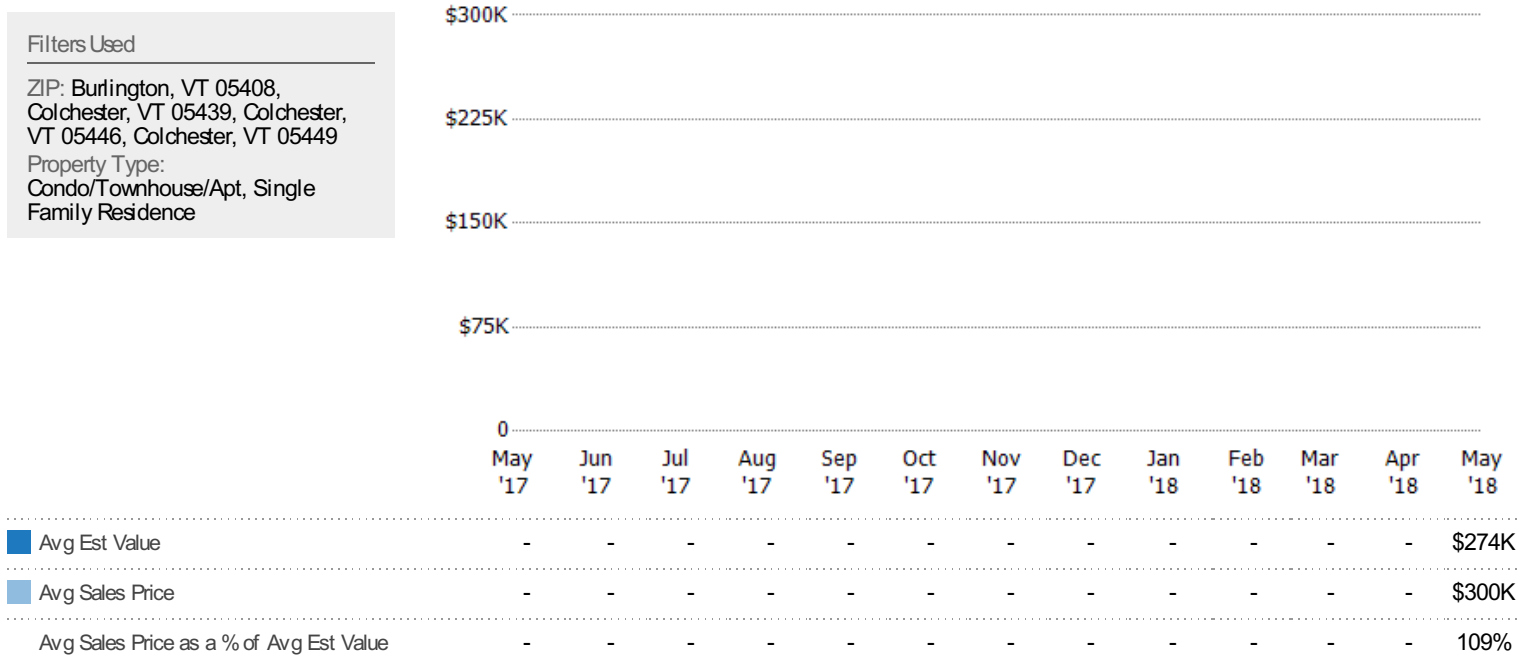 Filters Used
ZIP: Burlington, VT 05408,
Colchester, VT 05439, Colchester,
VT 05446, Colchester, VT 05449
Property Type:
Condo/Townhouse/Apt, Single
Family Residence
$300K
$225K
$150K
$75K
0
May Jun Jul Aug Sep Oct Nov Dec Jan Feb Mar Apr May
'17 '17 '17 '17 '17 '17 '17 '17 '18 '18 '18 '18 '18
Avg Est Value - - - - - - - - - - - - $274K
Avg Sales Price - - - - - - - - - - - - $300K
Avg Sales Price as a % of Avg Est Value - - - - - - - - - - - - 109%